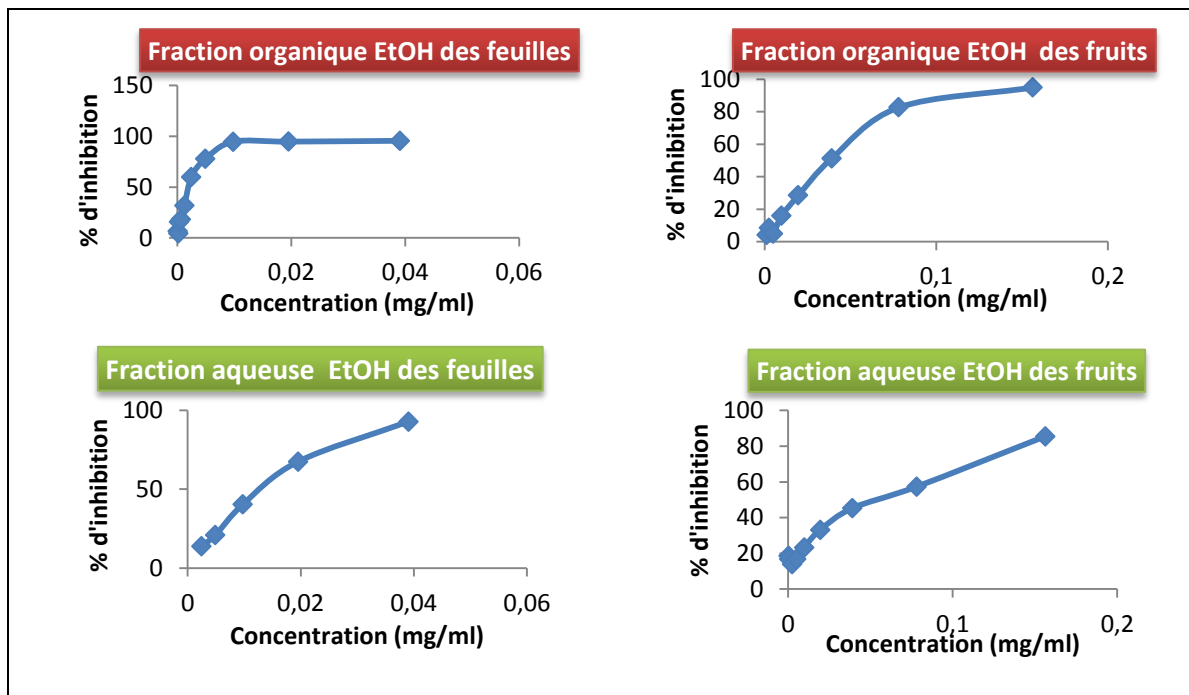 Fraction organique EtOH des feuilles
% d'inhibition
150
100
50
0
0
0,02
0,04
0,06
Concentration (mg/ml)
Fraction organique EtOH des fruits
% d'inhibition
100
80
60
40
20
0
0
0,1
0,2
Concentration (mg/ml)
Fraction aqueuse EtOH des feuilles
% d'inhibition
100
50
0
0
0,02
0,04
0,06
Concentration (mg/ml)
Fraction aqueuse EtOH des fruits
% d'inhibition
100
80
60
40
20
0
0
0,1
0,2
Concentration (mg/ml)